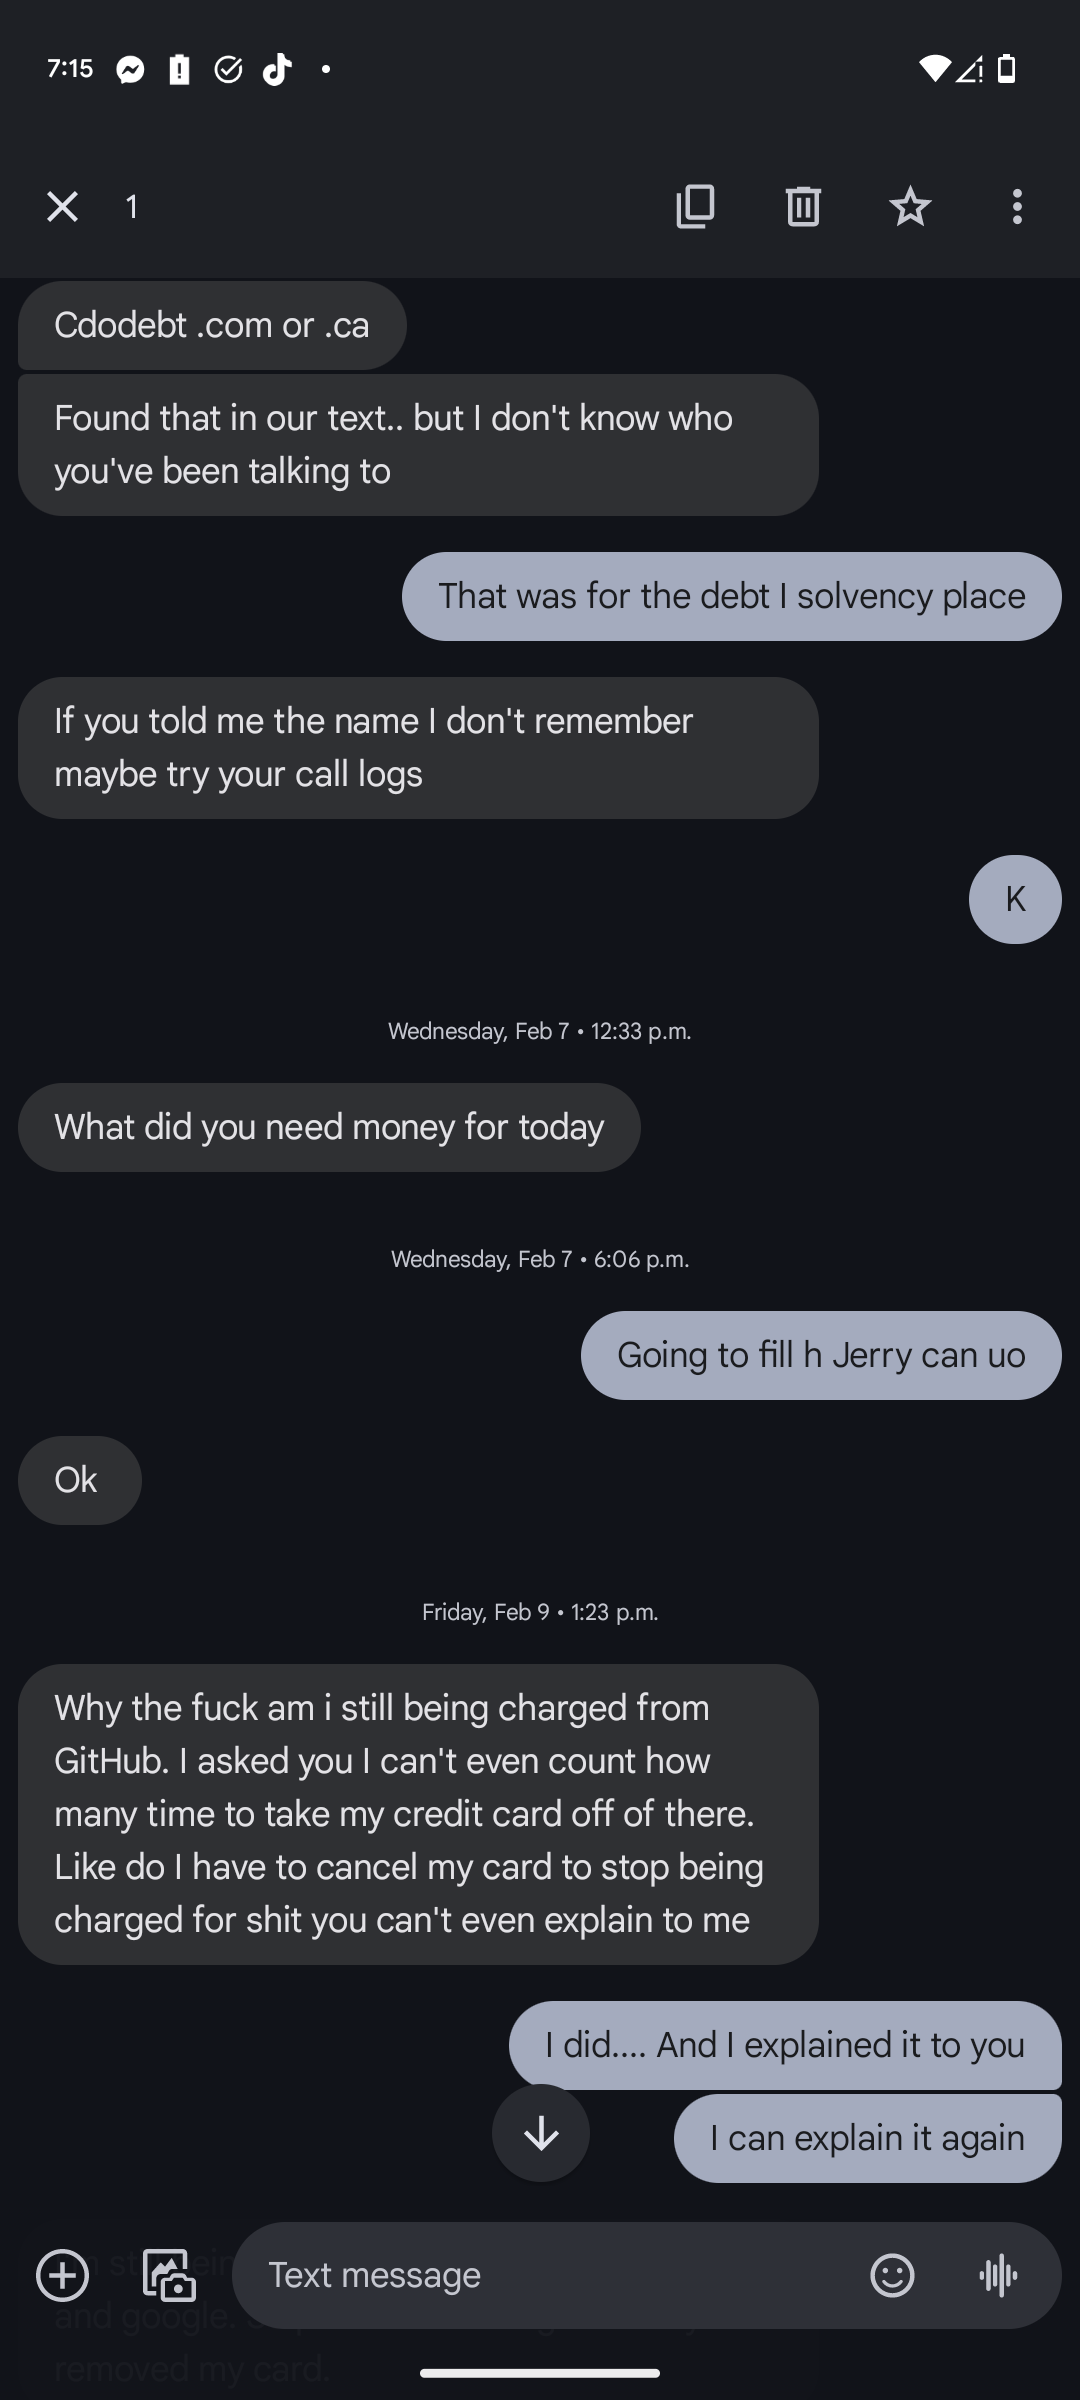 7:15
1
Cdodebt .com or .ca
Found that in our text.. but I don't know who
you've been talking to
That was for the debt I solvency place
If you told me the name I don't remember
maybe try your call logs
K
Wednesday, Feb 7 • 12:33 p.m.
What did you need money for today
Wednesday, Feb 7 • 6:06 p.m.
Going to fill h Jerry can uo
Ok
Friday, Feb 9 • 1:23 p.m.
Why the fuck am i still being charged from
GitHub. I asked you I can't even count how
many time to take my credit card off of there.
Like do I have to cancel my card to stop being
charged for shit you can't even explain to me
I did.... And I explained it to you
I can explain it again
Text message
and google.
removed my card.